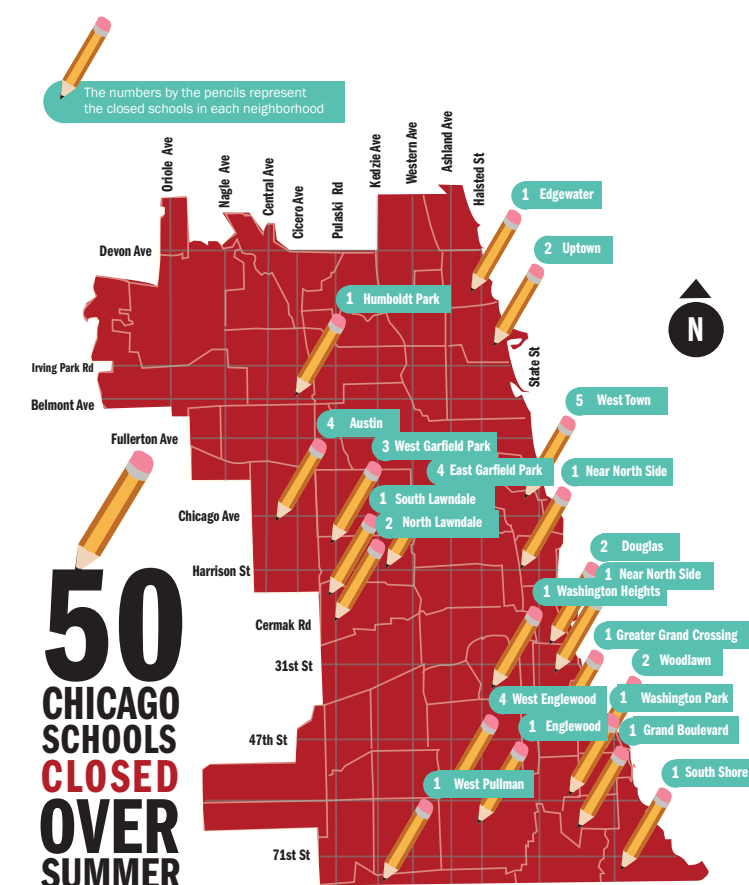 The numbers by the pencils represent
the closed schools in each neighborhood
Oriole Ave
Nagle Ave
Central Ave
Cicero Ave
Pulaski Rd
Kedzie Ave
Western Ave
Ashland Ave
Halsted St
1 Edgewater
Devon Ave
2 Uptown
1 Humboldt Park
N
State St
Irving Park Rd
Belmont Ave
5 West Town
Fullerton Ave
4 Austin
3 West Garfield Park
4 East Garfield Park
1 Near North Side
1 South Lawndale
Chicago Ave
2 North Lawndale
2 Douglas
Harrison St
1 Near North Side
1 Washington Heights
Cermak Rd
1 Greater Grand Crossing
31st St
2 Woodlawn
4 West Englewood
1 Washington Park
1 Englewood
1 Grand Boulevard
47th St
1 South Shore
1 West Pullman
71st St
50
CHICAGO
SCHOOLS
CLOSED
OVER
SUMMER